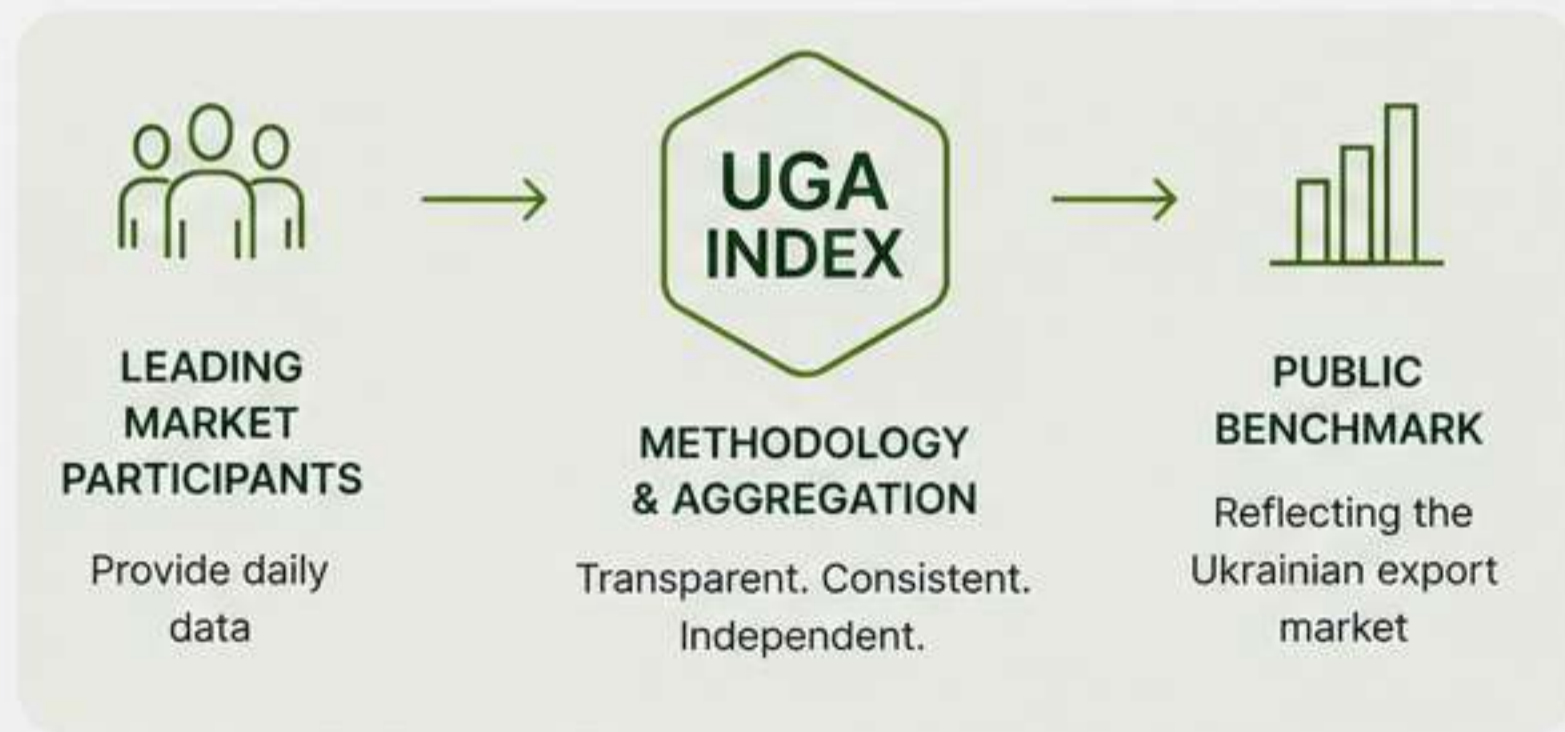 LEADING
MARKET
PARTICIPANTS
Provide daily
data
UGA
INDEX
METHODOLOGY
& AGGREGATION
Transparent. Consistent.
Independent.
PUBLIC
BENCHMARK
Reflecting the
Ukrainian export
market